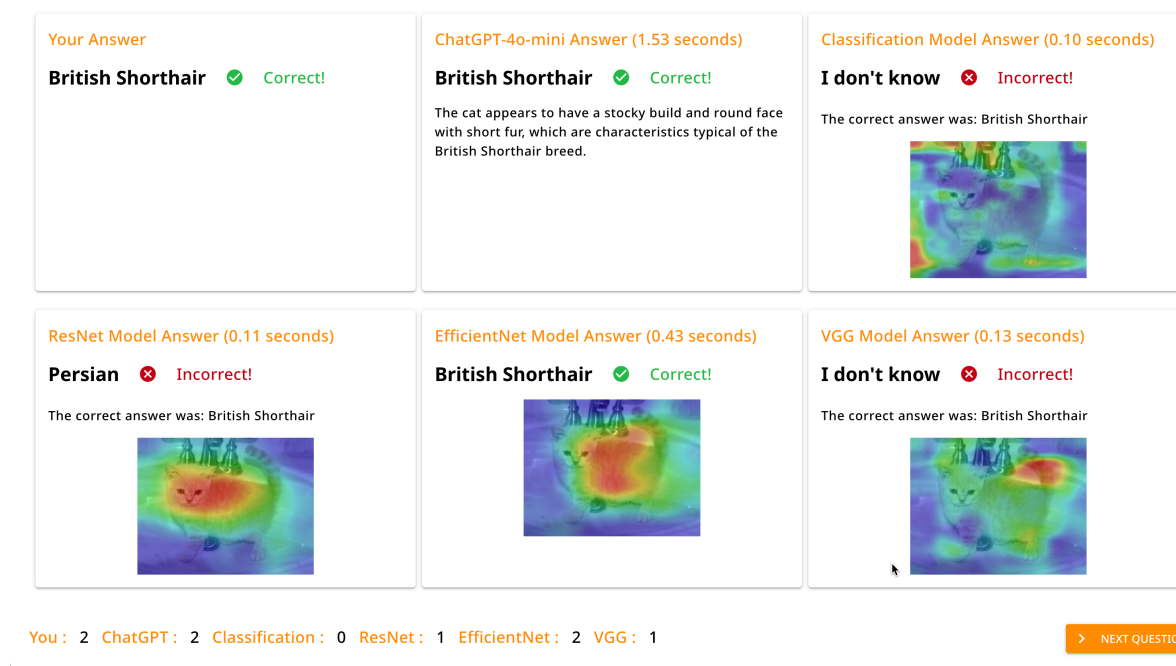 Your Answer
British Shorthair Correct!
ChatGPT-4o-mini Answer (1.53 seconds)
British Shorthair Correct!
The cat appears to have a stocky build and round face
with short fur, which are characteristics typical of the
British Shorthair breed.
Classification Model Answer (0.10 seconds)
I don't know Incorrect!
The correct answer was: British Shorthair
ResNet Model Answer (0.11 seconds)
Persian Incorrect!
The correct answer was: British Shorthair
EfficientNet Model Answer (0.43 seconds)
British Shorthair Correct!
VGG Model Answer (0.13 seconds)
I don't know Incorrect!
The correct answer was: British Shorthair
You : 2 ChatGPT : 2 Classification : 0 ResNet : 1 EfficientNet : 2 VGG : 1
NEXT QUESTIC